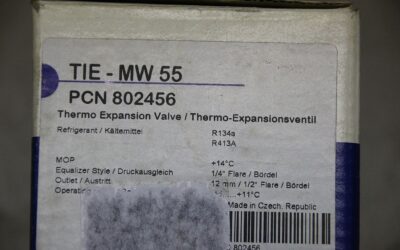 TIE - MW 55
PCN 802456
Thermo Expansion Valve / Thermo-Expansionsventil
Refrigerant / Kältemittel R134a
R413A
MOP +14°C
Equalizer Style / Druckausgleich 1/4" Flare / Bördel
Outlet / Austritt 12 mm / 1/2" Flare / Bördel
+11°C
Made in Czech. Republic
802456